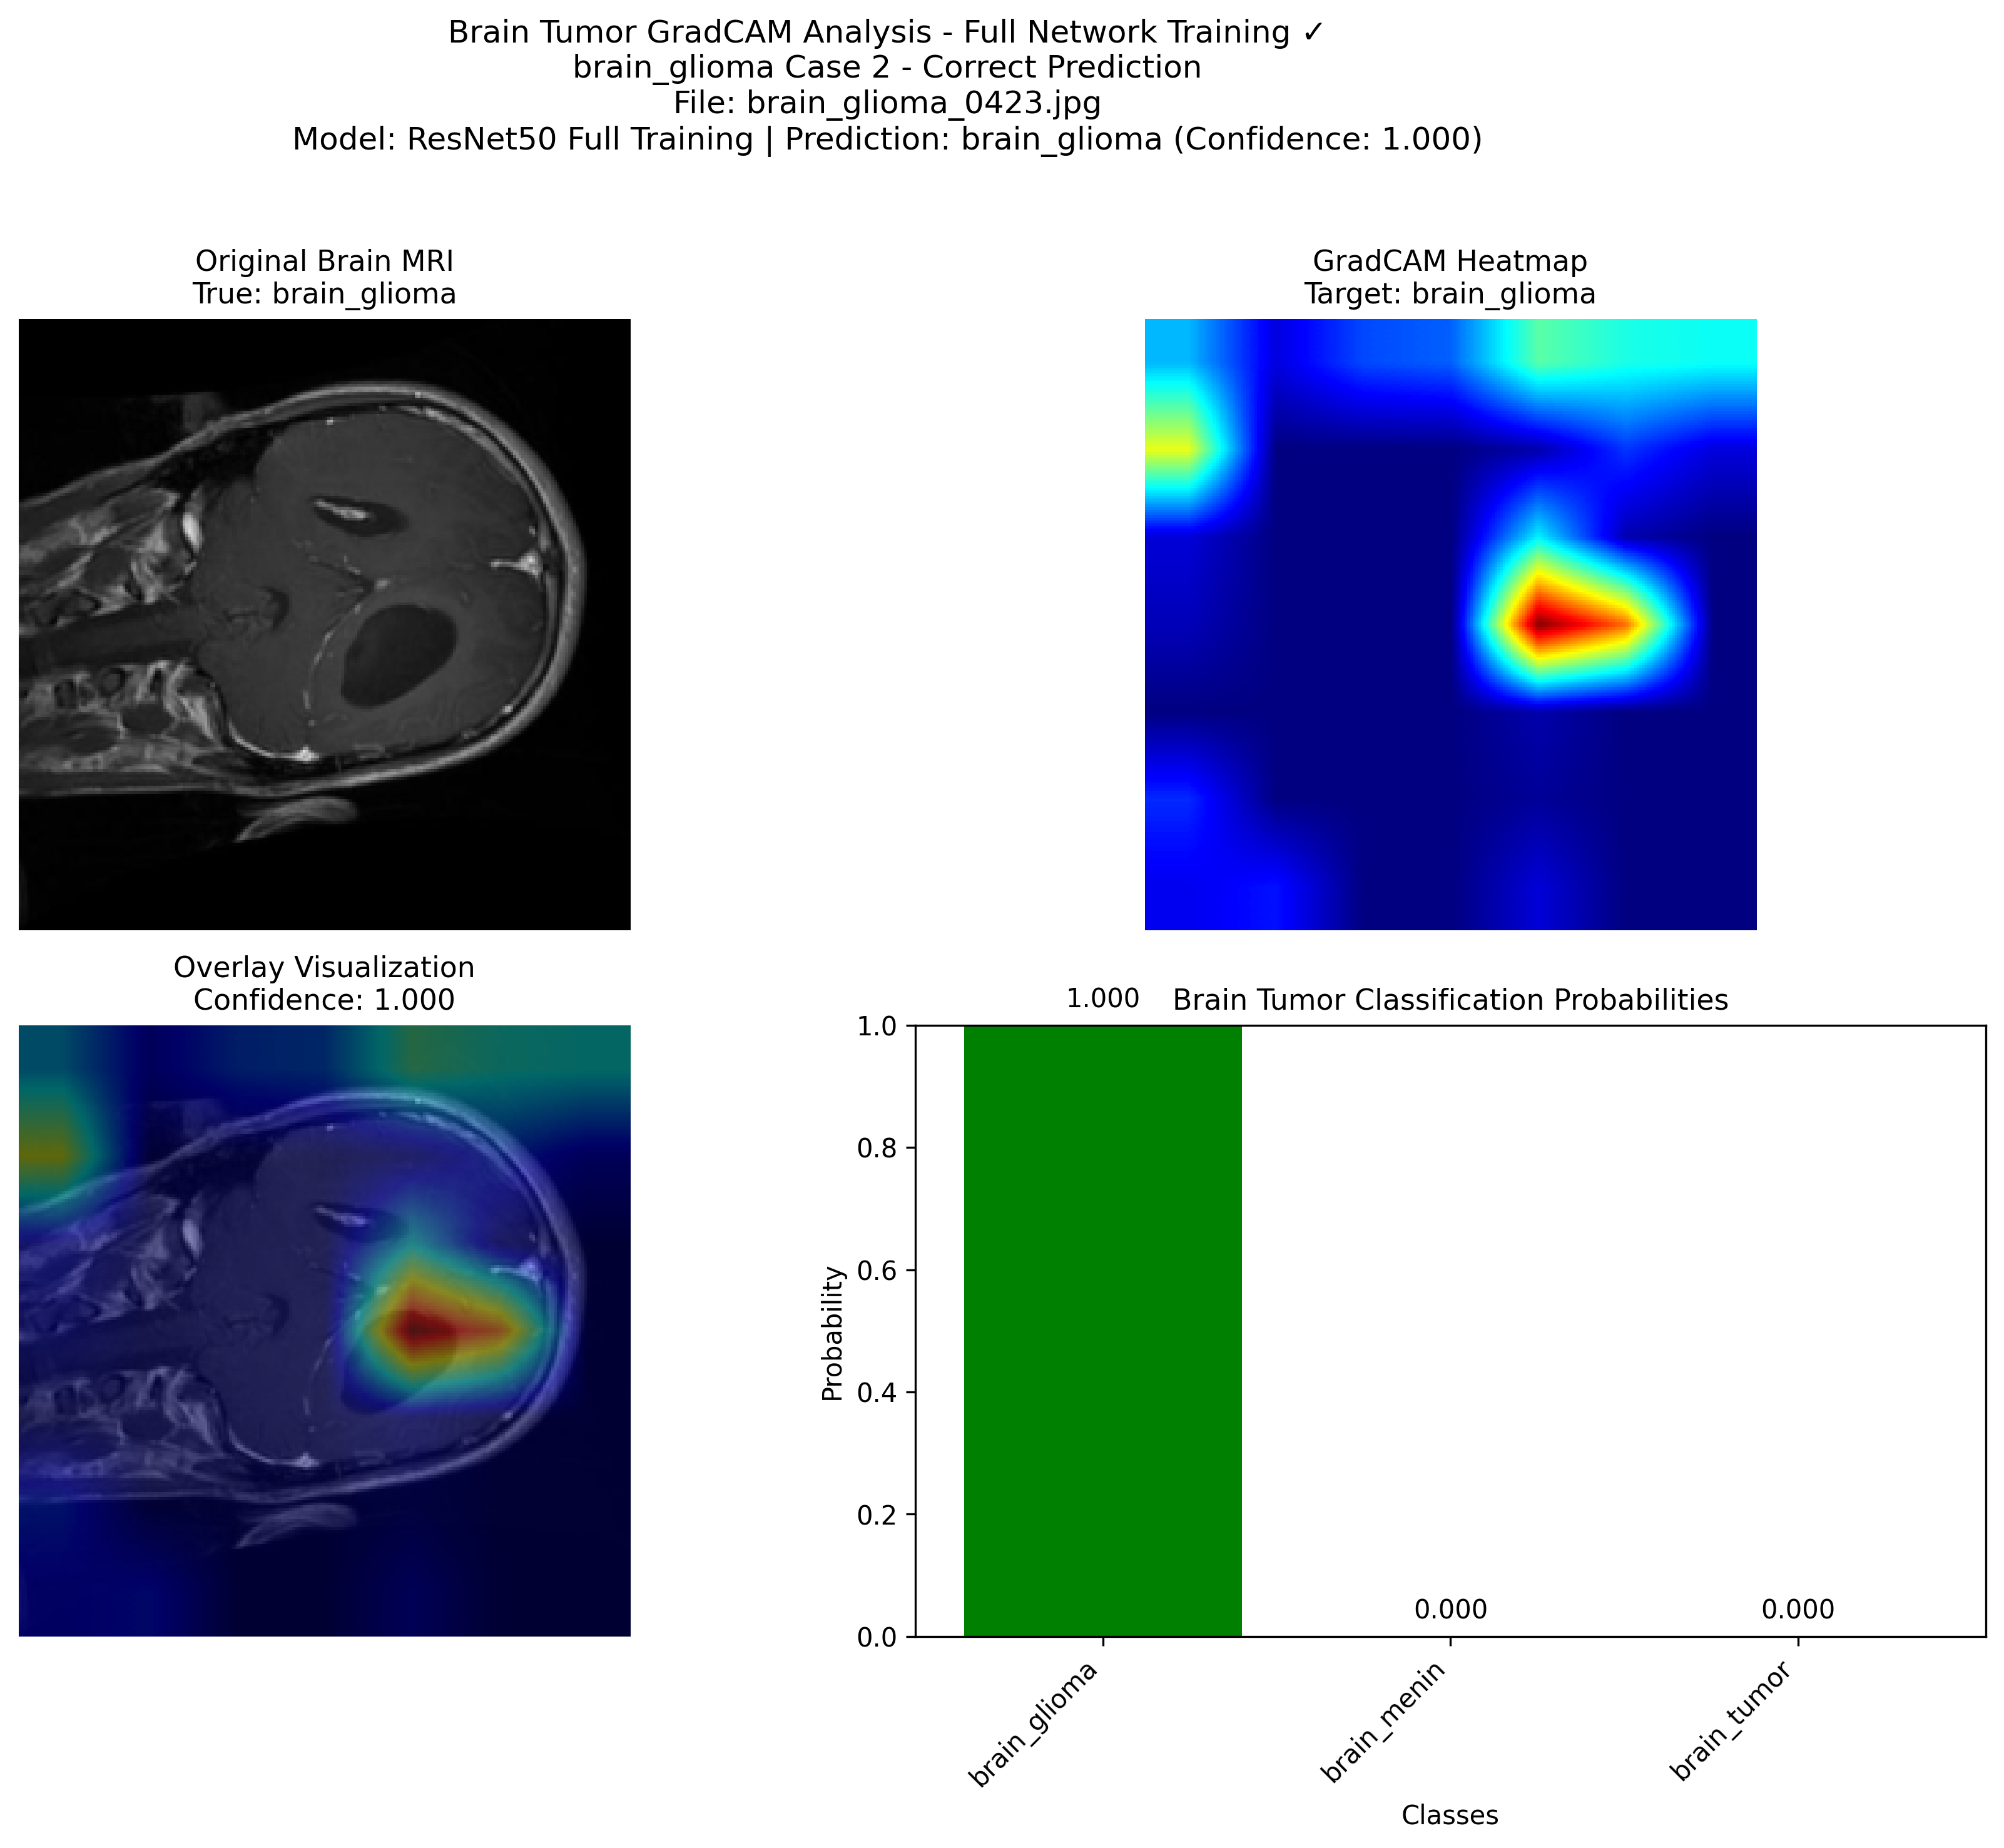 Brain Tumor GradCAM Analysis - Full Network Training ✓
brain_glioma Case 2 - Correct Prediction
File: brain_glioma_0423.jpg
Model: ResNet50 Full Training | Prediction: brain_glioma (Confidence: 1.000)
Original Brain MRI
True: brain_glioma
GradCAM Heatmap
Target: brain_glioma
Overlay Visualization
Confidence: 1.000
Brain Tumor Classification Probabilities
1.000
1.0
0.8
0.6
0.4
0.2
0.0
Probability
0.000
0.000
brain_glioma
brain_menin
brain_tumor
Classes